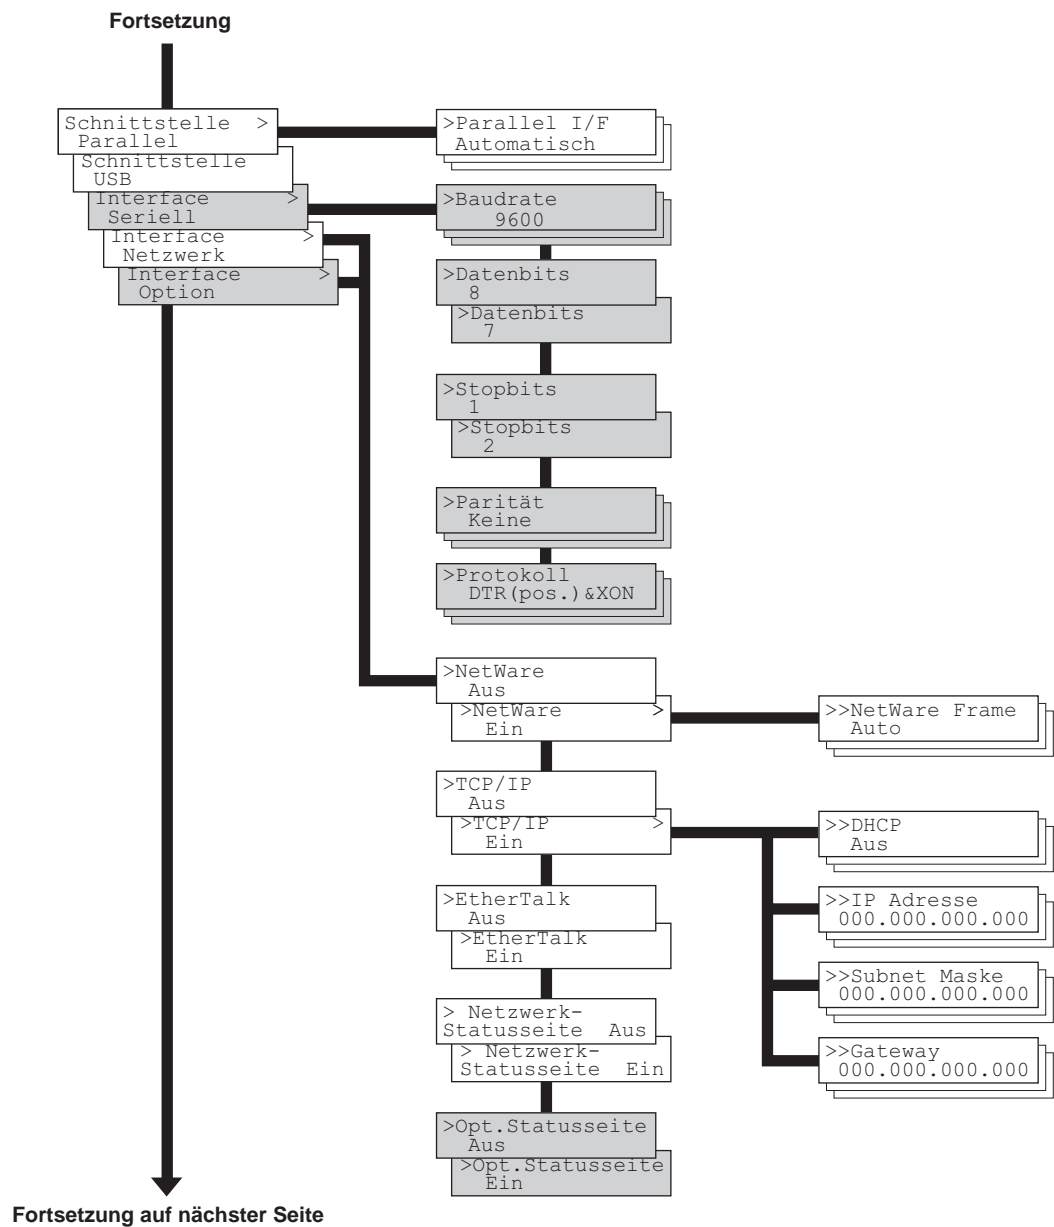 Fortsetzung
Schnittstelle >
Parallel
Schnittstelle
USB
Interface >
Seriell
Interface >
Netzwerk
Interface >
Option
>Parallel I/F
Automatisch
>Baudrate
9600
>Datenbits
8
>Datenbits
7
>Stopbits
1
>Stopbits
2
>Parität
Keine
>Protokoll
DTR(pos.)&XON
>NetWare
Aus
>NetWare >
Ein
>>NetWare Frame
Auto
>TCP/IP
Aus
>TCP/IP >
Ein
>>DHCP
Aus
>>IP Adresse
000.000.000.000
>>Subnet Maske
000.000.000.000
>>Gateway
000.000.000.000
>EtherTalk
Aus
>EtherTalk
Ein
> Netzwerk-
Statusseite Aus
> Netzwerk-
Statusseite Ein
>Opt.Statusseite
Aus
>Opt.Statusseite
Ein
Fortsetzung auf nächster Seite